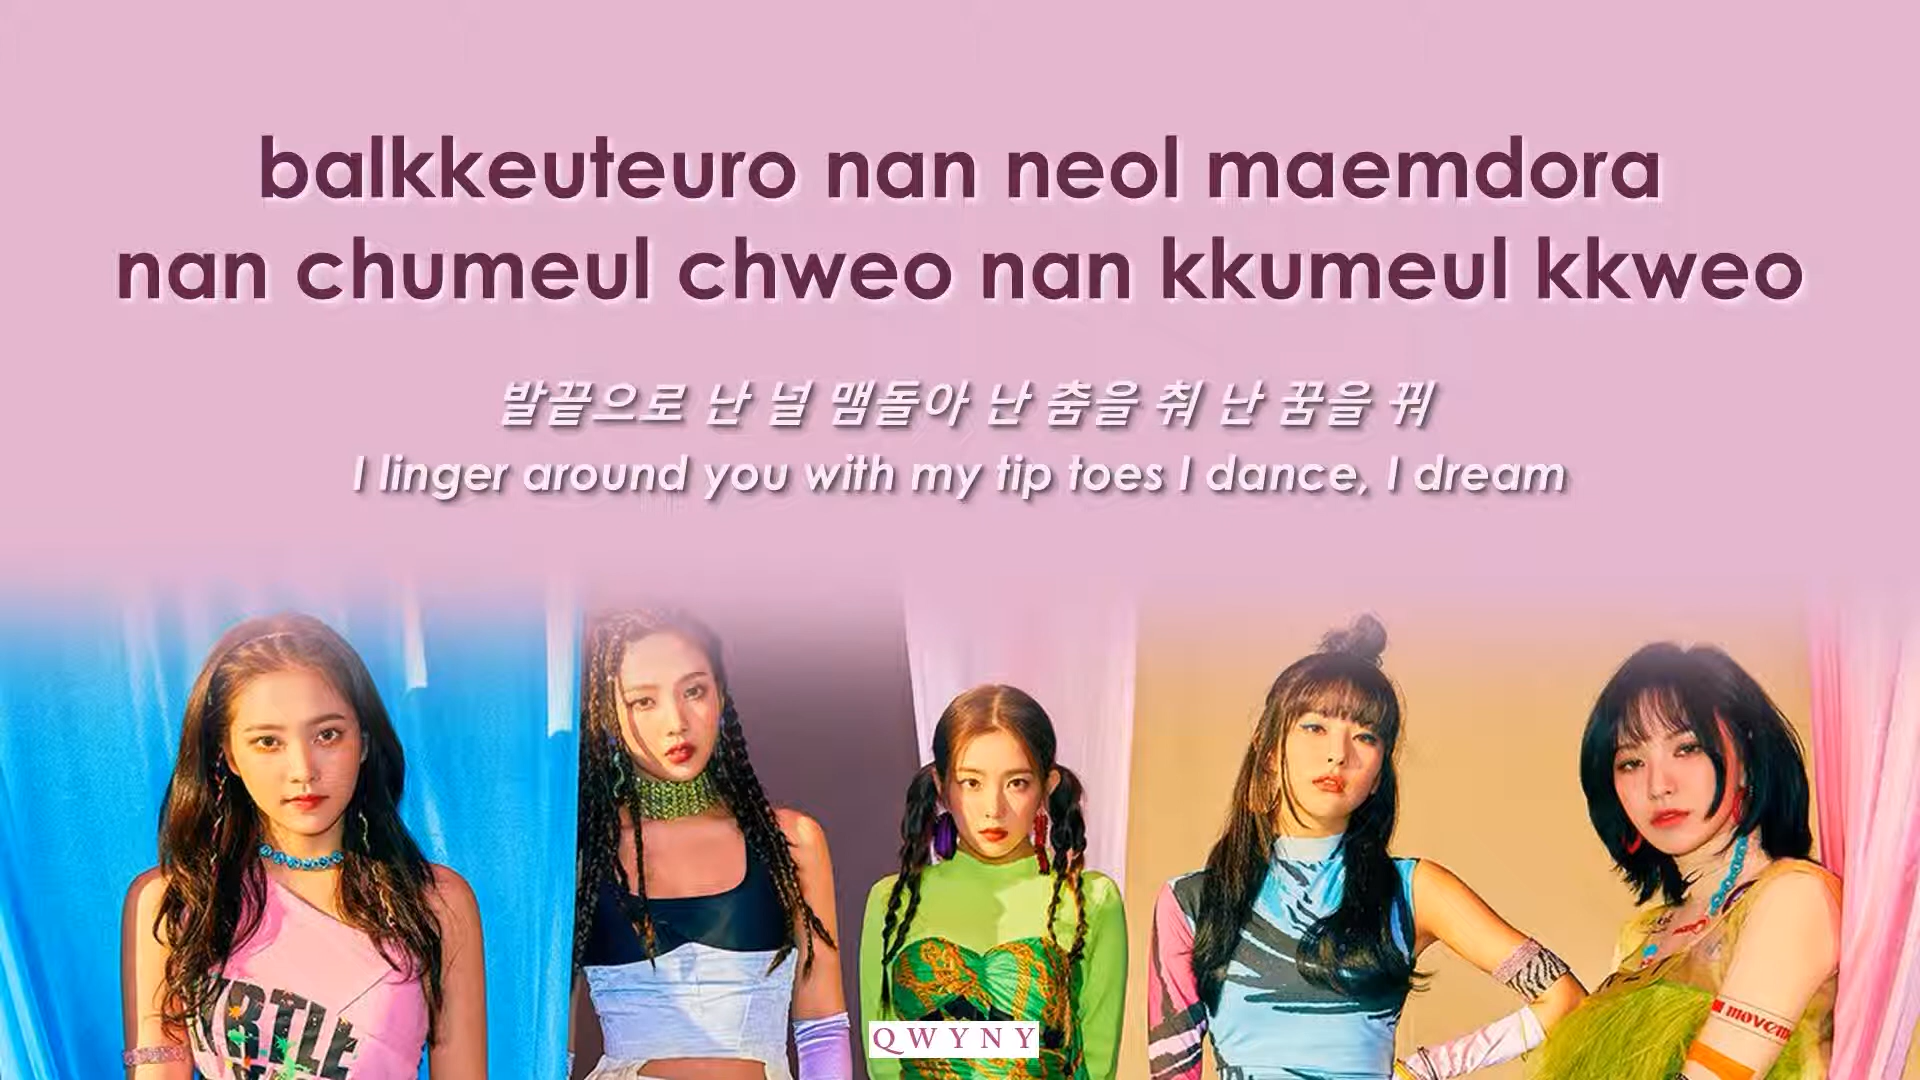 balkkeuteuro nan neol maemdora
nan chumeul chweo nan kkumeul kkweo
발끝으로 난 널 맴돌아 난 춤을 춰 난 꿈을 꿔
I linger around you with my tip toes I dance, I dream
QWYNY